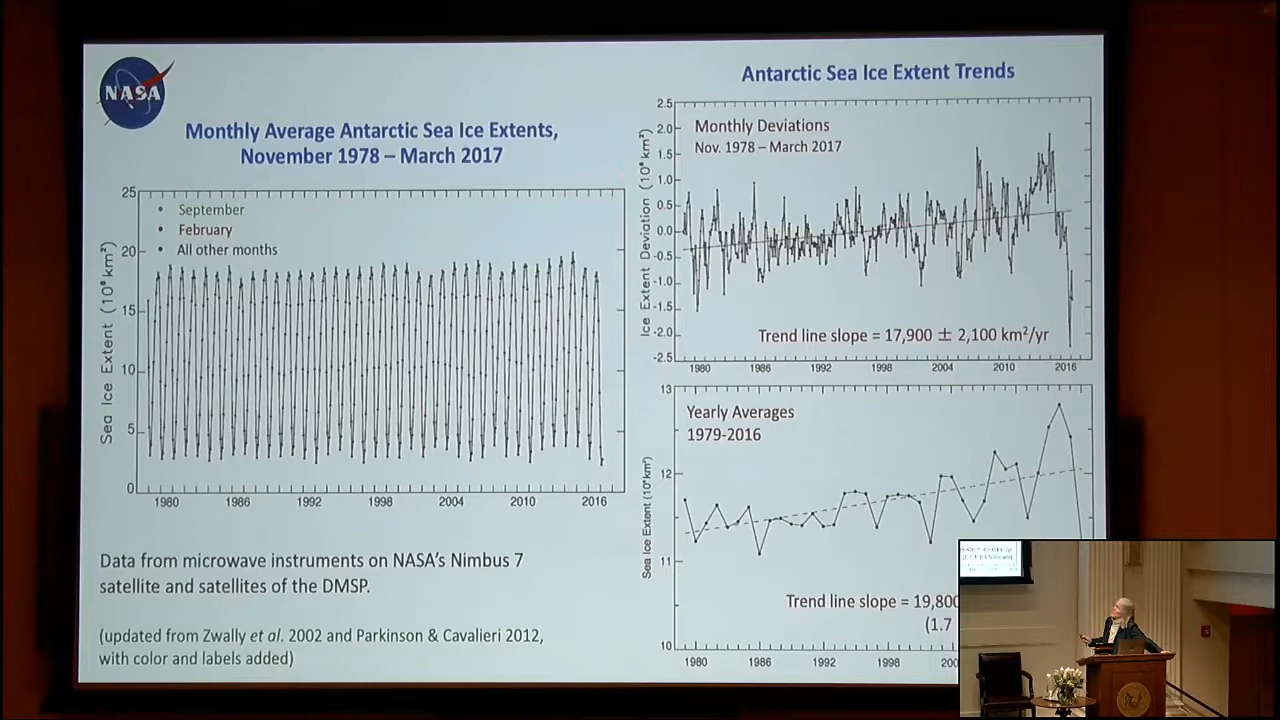 NASA
Monthly Average Antarctic Sea Ice Extents,
November 1978 – March 2017
25
20
15
10
5
0
Sea Ice Extent (10⁶ km²)
• September
• February
• All other months
1980 1986 1992 1998 2004 2010 2016
Data from microwave instruments on NASA's Nimbus 7
satellite and satellites of the DMSP.
(updated from Zwally et al. 2002 and Parkinson & Cavalieri 2012,
with color and labels added)
Antarctic Sea Ice Extent Trends
2.5
2.0
1.5
1.0
0.5
0.0
-0.5
-1.0
-1.5
-2.0
-2.5
Ice Extent Deviation (10⁶ km²)
Monthly Deviations
Nov. 1978 – March 2017
Trend line slope = 17,900 ± 2,100 km²/yr
1980 1986 1992 1998 2004 2010 2016
13
12
11
10
Sea Ice Extent (10⁶ km²)
Yearly Averages
1979-2016
Trend line slope = 19,800
(1.7
1980 1986 1992 1998 200